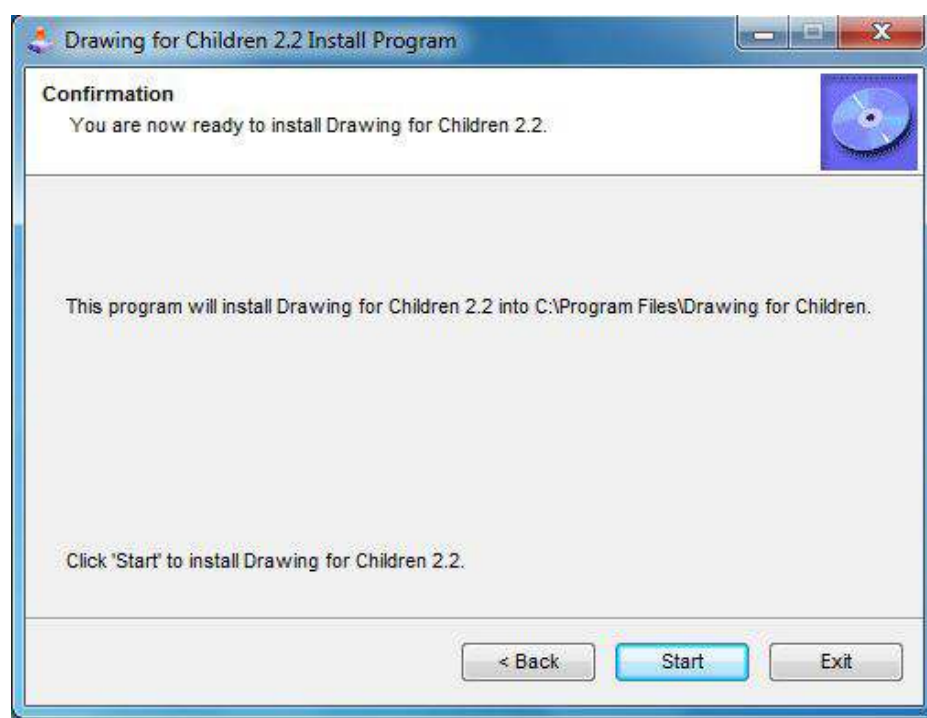 Drawing for Children 2.2 Install Program
Confirmation
You are now ready to install Drawing for Children 2.2.
This program will install Drawing for Children 2.2 into C:\Program Files\Drawing for Children.
Click 'Start' to install Drawing for Children 2.2.
< Back Start Exit